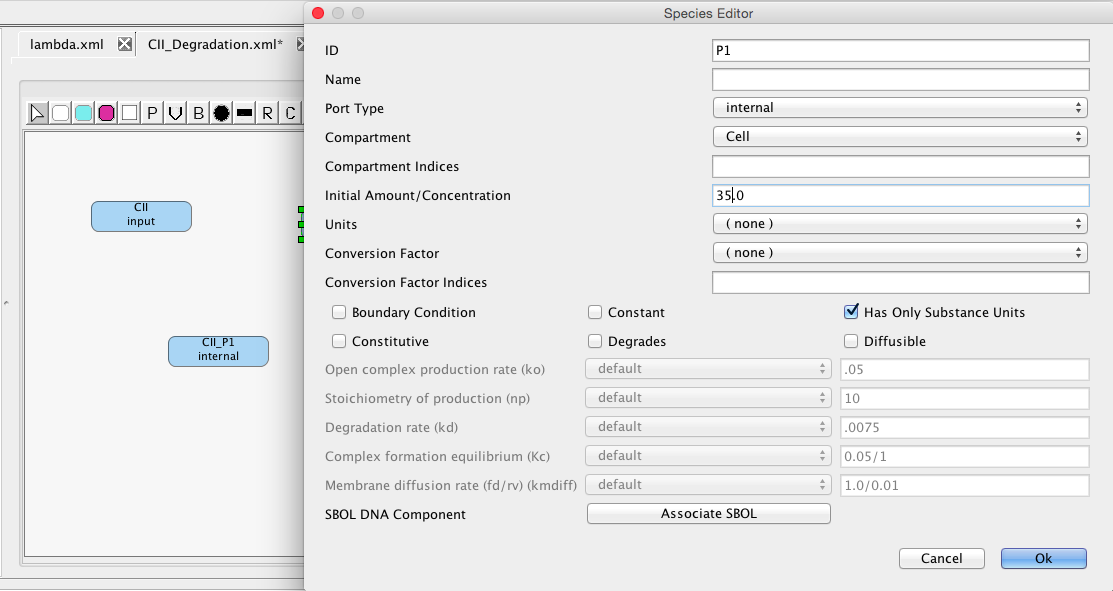 Species Editor
lambda.xml
CII_Degradation.xml*
P V B R C
CII
input
CII_P1
internal
ID
P1
Name
Port Type
internal
Compartment
Cell
Compartment Indices
Initial Amount/Concentration
35.0
Units
( none )
Conversion Factor
( none )
Conversion Factor Indices
Boundary Condition
Constant
Has Only Substance Units
Constitutive
Degrades
Diffusible
Open complex production rate (ko)
default
.05
Stoichiometry of production (np)
default
10
Degradation rate (kd)
default
.0075
Complex formation equilibrium (Kc)
default
0.05/1
Membrane diffusion rate (fd/rv) (kmdiff)
default
1.0/0.01
SBOL DNA Component
Associate SBOL
Cancel
Ok